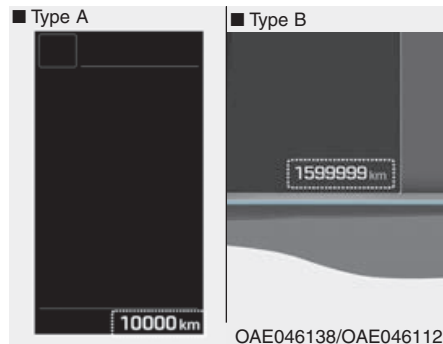 ■ Type A
■ Type B
1599999 km
10000 km
OAE046138/OAE046112